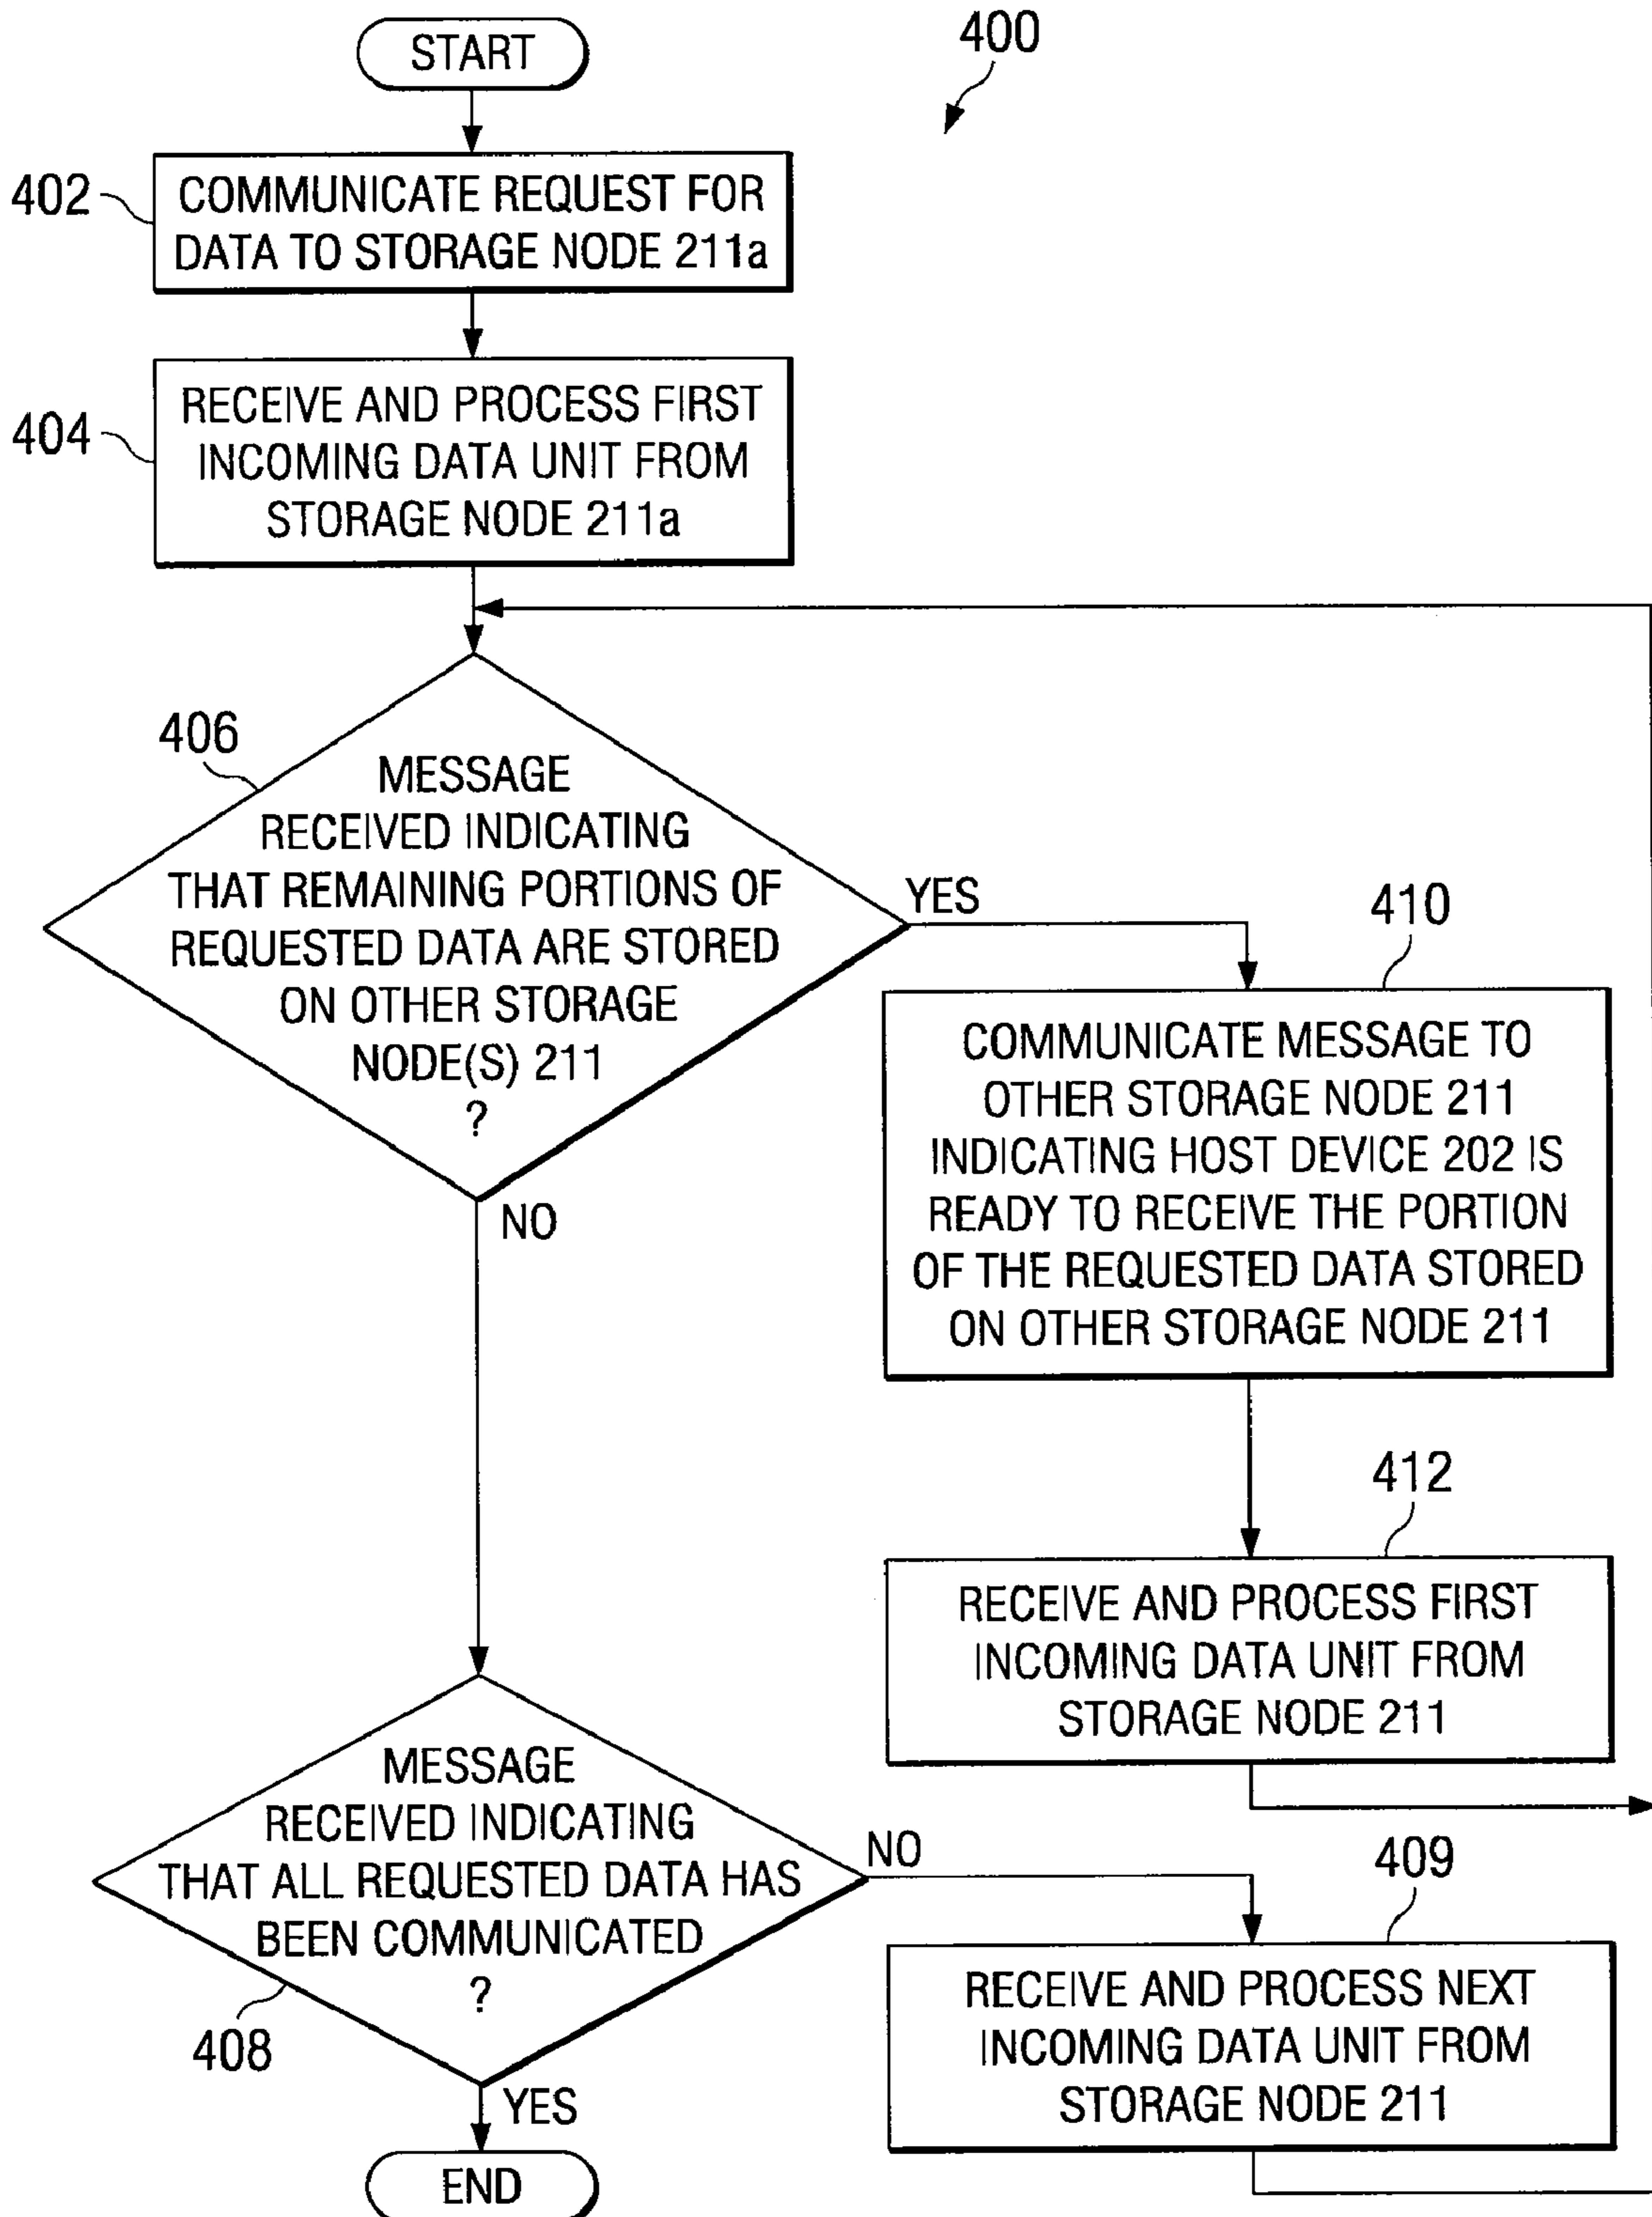 START
400
402
COMMUNICATE REQUEST FOR
DATA TO STORAGE NODE 211a
404
RECEIVE AND PROCESS FIRST
INCOMING DATA UNIT FROM
STORAGE NODE 211a
406
MESSAGE
RECEIVED INDICATING
THAT REMAINING PORTIONS OF
REQUESTED DATA ARE STORED
ON OTHER STORAGE
NODE(S) 211
?
YES
NO
410
COMMUNICATE MESSAGE TO
OTHER STORAGE NODE 211
INDICATING HOST DEVICE 202 IS
READY TO RECEIVE THE PORTION
OF THE REQUESTED DATA STORED
ON OTHER STORAGE NODE 211
412
RECEIVE AND PROCESS FIRST
INCOMING DATA UNIT FROM
STORAGE NODE 211
MESSAGE
RECEIVED INDICATING
THAT ALL REQUESTED DATA HAS
BEEN COMMUNICATED
?
408
NO
YES
409
RECEIVE AND PROCESS NEXT
INCOMING DATA UNIT FROM
STORAGE NODE 211
END